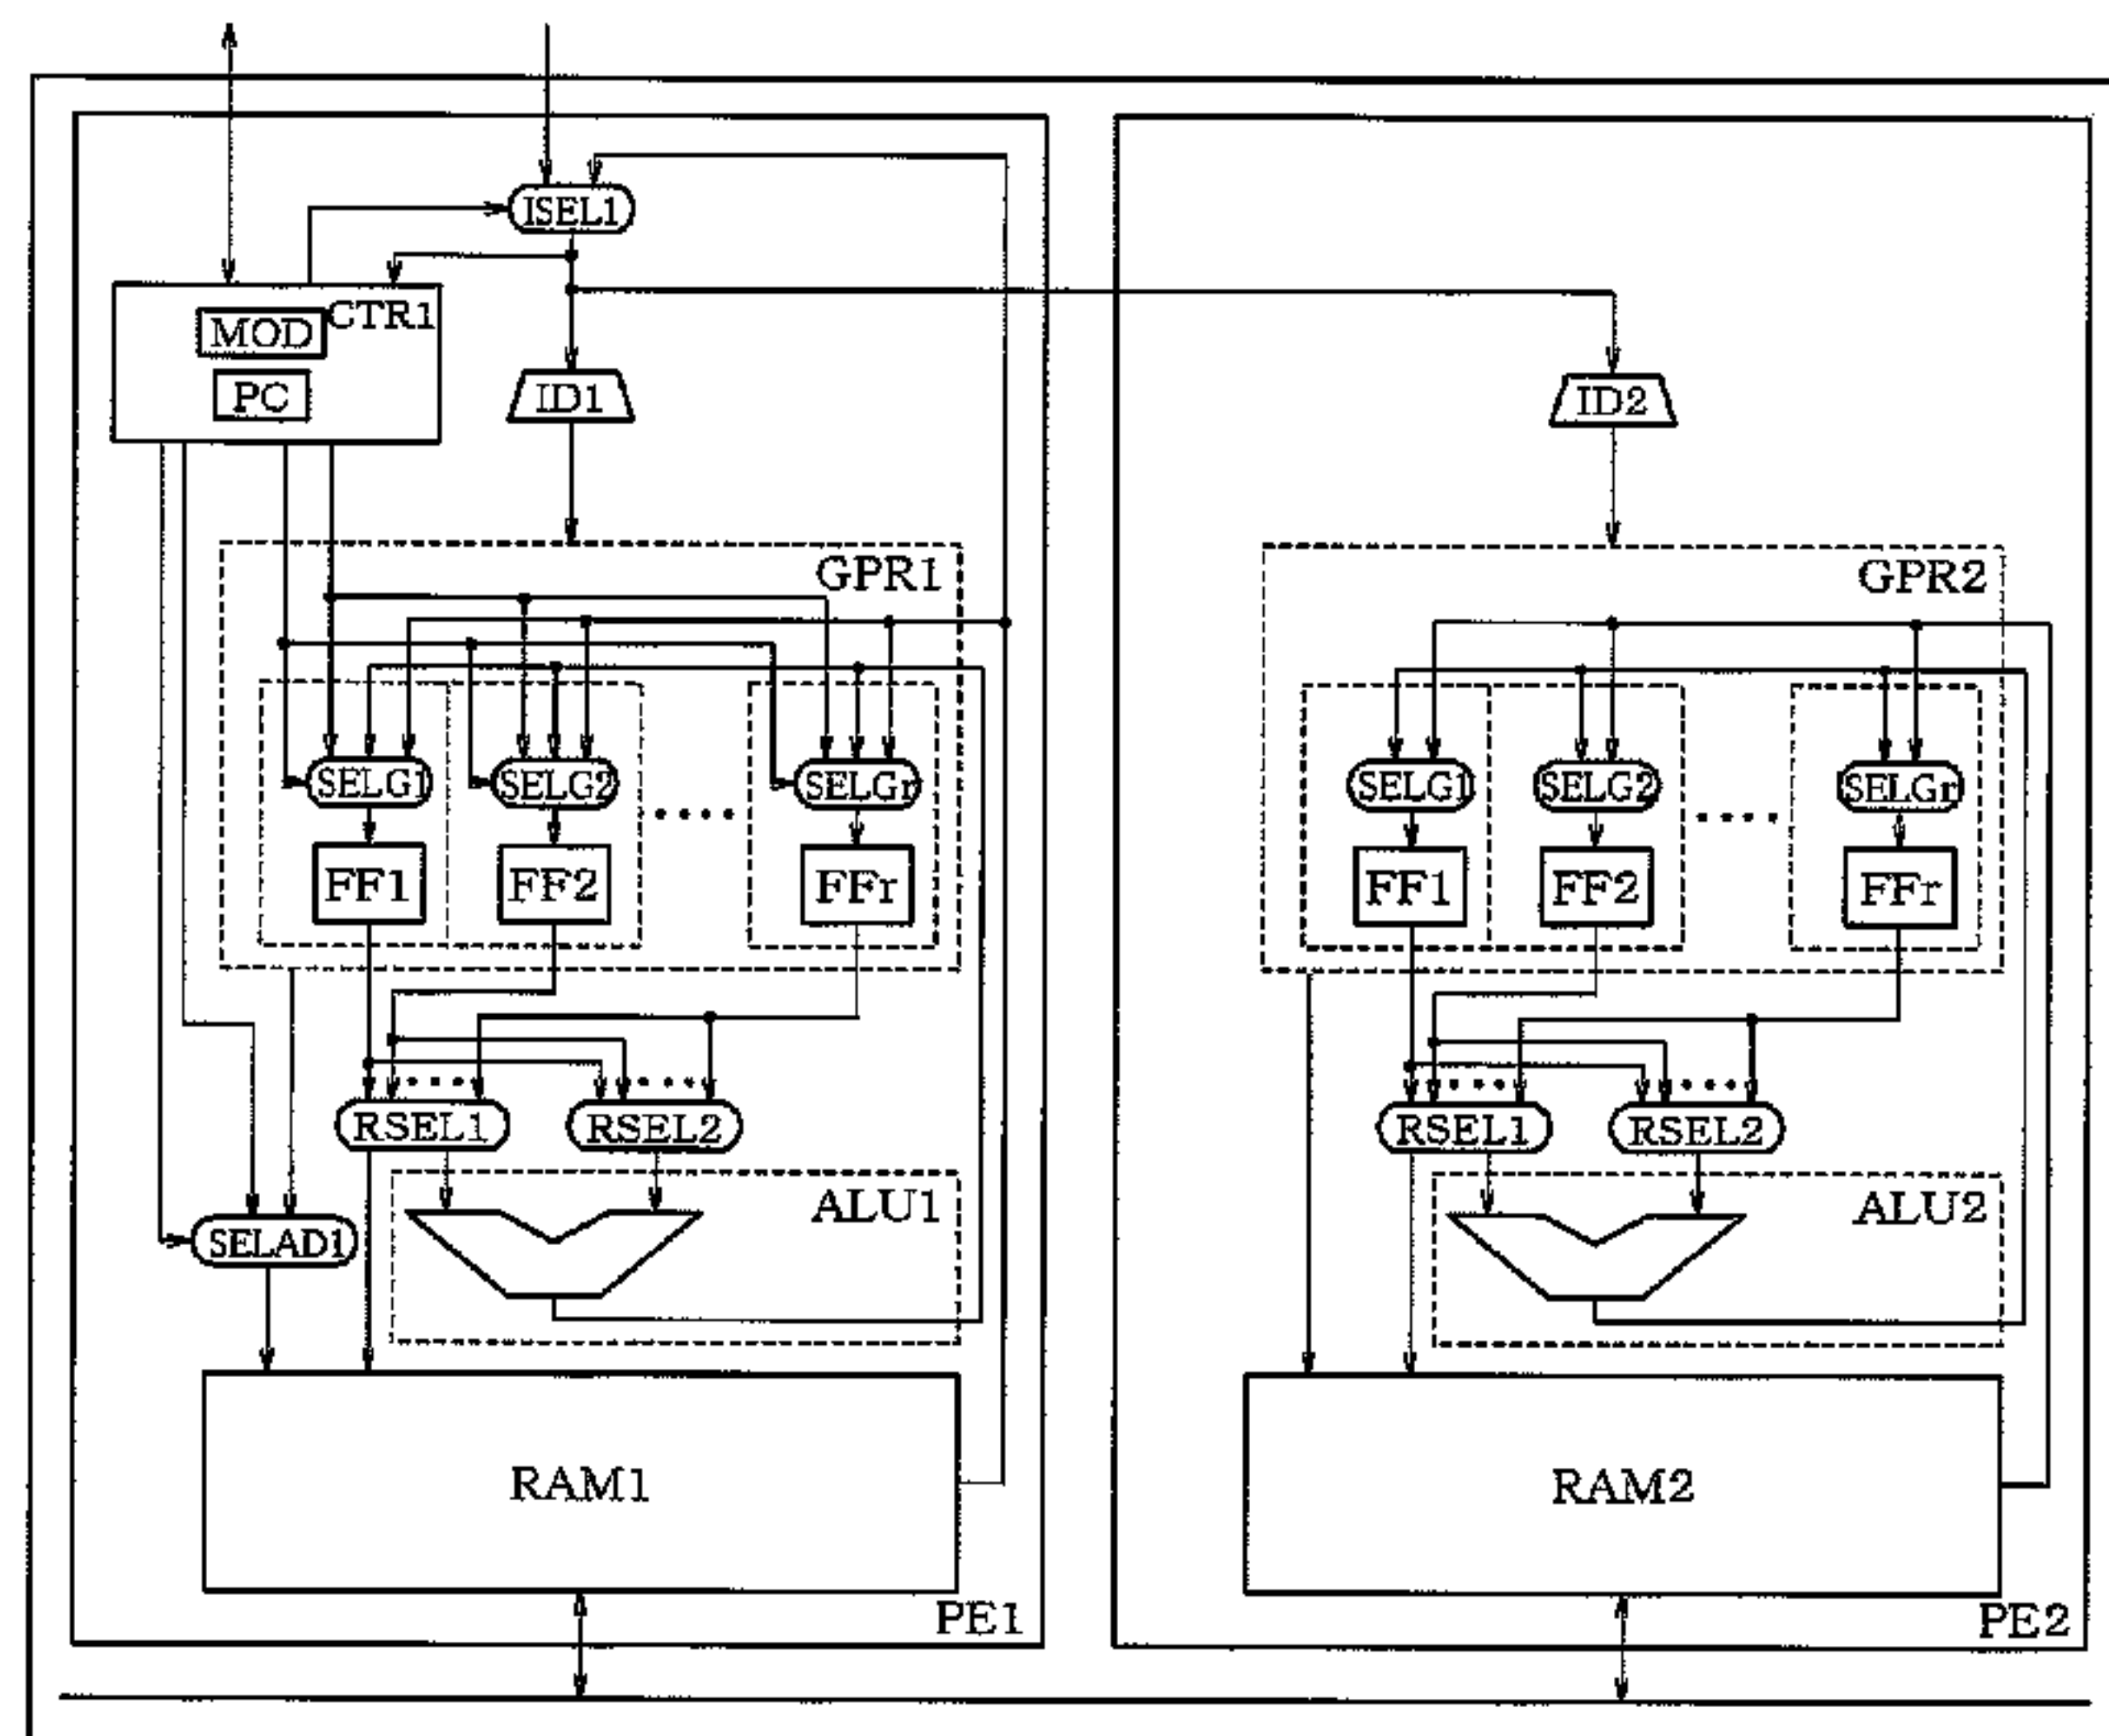 ISEL1
CTR1
MOD
PC
ID1
ID2
GPR1
GPR2
SELG1
SELG2
SELGr
SELG1
SELG2
SELGr
FF1
FF2
FFr
FF1
FF2
FFr
RSEL1
RSEL2
RSEL1
RSEL2
ALU1
ALU2
SELAD1
RAM1
RAM2
PE1
PE2